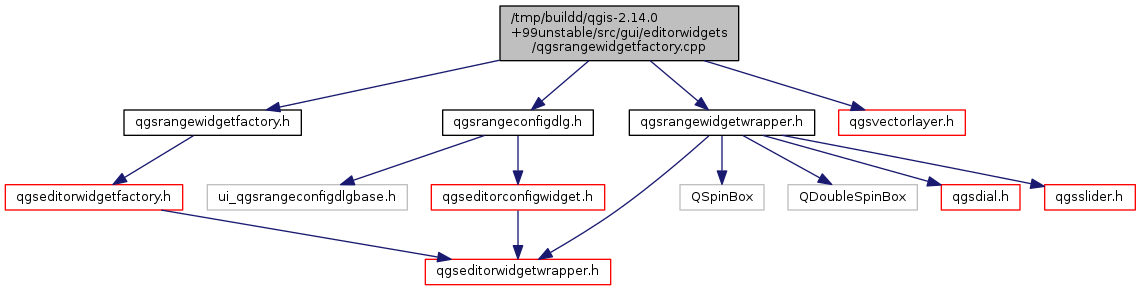 /tmp/buildd/qgis-2.14.0
+99unstable/src/gui/editorwidgets
/qgsrangewidgetfactory.cpp
qgsrangewidgetfactory.h
qgsrangeconfigdlg.h
qgsrangewidgetwrapper.h
qgsvectorlayer.h
qgseditorwidgetfactory.h
ui_qgsrangeconfigdlgbase.h
qgseditorconfigwidget.h
QSpinBox
QDoubleSpinBox
qgsdial.h
qgsslider.h
qgseditorwidgetwrapper.h